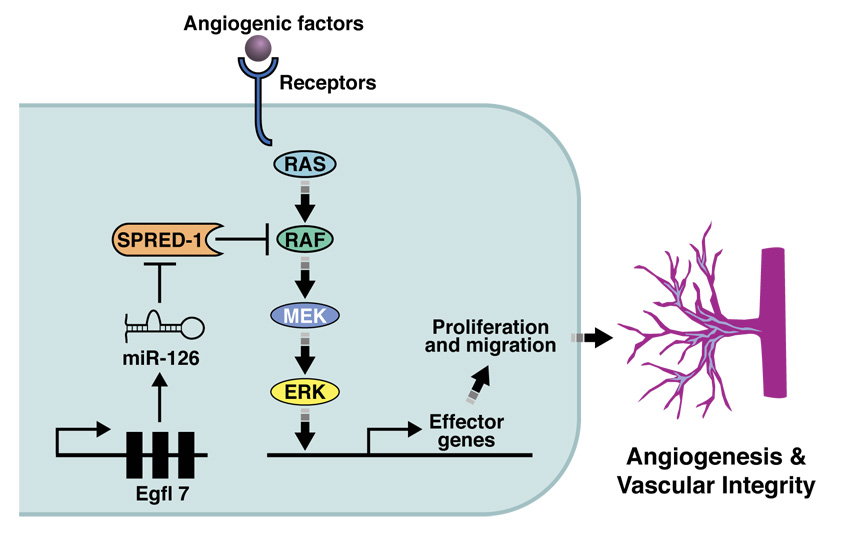 Angiogenic factors
Receptors
RAS
SPRED-1
RAF
MEK
miR-126
Proliferation
and migration
ERK
Effector
genes
Egfl 7
Angiogenesis &
Vascular Integrity